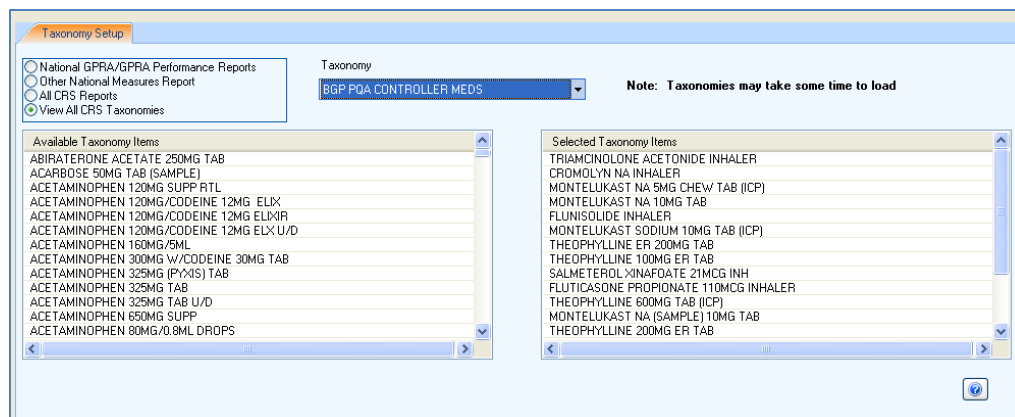 Taxonomy Setup
National GPRA/GPRA Performance Reports
Other National Measures Report
All CRS Reports
View All CRS Taxonomies
Taxonomy
BGP PQA CONTROLLER MEDS
Note: Taxonomies may take some time to load
Available Taxonomy Items
ABIRATERONE ACETATE 250MG TAB
ACARBOSE 50MG TAB (SAMPLE)
ACETAMINOPHEN 120MG SUPP RTL
ACETAMINOPHEN 120MG/CODEINE 12MG ELIX
ACETAMINOPHEN 120MG/CODEINE 12MG ELIXIR
ACETAMINOPHEN 120MG/CODEINE 12MG ELX U/D
ACETAMINOPHEN 160MG/5ML
ACETAMINOPHEN 300MG W/CODEINE 30MG TAB
ACETAMINOPHEN 325MG (PYXIS) TAB
ACETAMINOPHEN 325MG TAB
ACETAMINOPHEN 325MG TAB U/D
ACETAMINOPHEN 650MG SUPP
ACETAMINOPHEN 80MG/0.8ML DROPS
Selected Taxonomy Items
TRIAMCINOLONE ACETONIDE INHALER
CROMOLYN NA INHALER
MONTELUKAST NA 5MG CHEW TAB (ICP)
MONTELUKAST NA 10MG TAB
FLUNISOLIDE INHALER
MONTELUKAST SODIUM 10MG TAB (ICP)
THEOPHYLLINE ER 200MG TAB
THEOPHYLLINE 100MG ER TAB
SALMETEROL XINAFOATE 21MCG INH
FLUTICASONE PROPIONATE 110MCG INHALER
THEOPHYLLINE 600MG TAB (ICP)
MONTELUKAST NA (SAMPLE) 10MG TAB
THEOPHYLLINE 200MG ER TAB